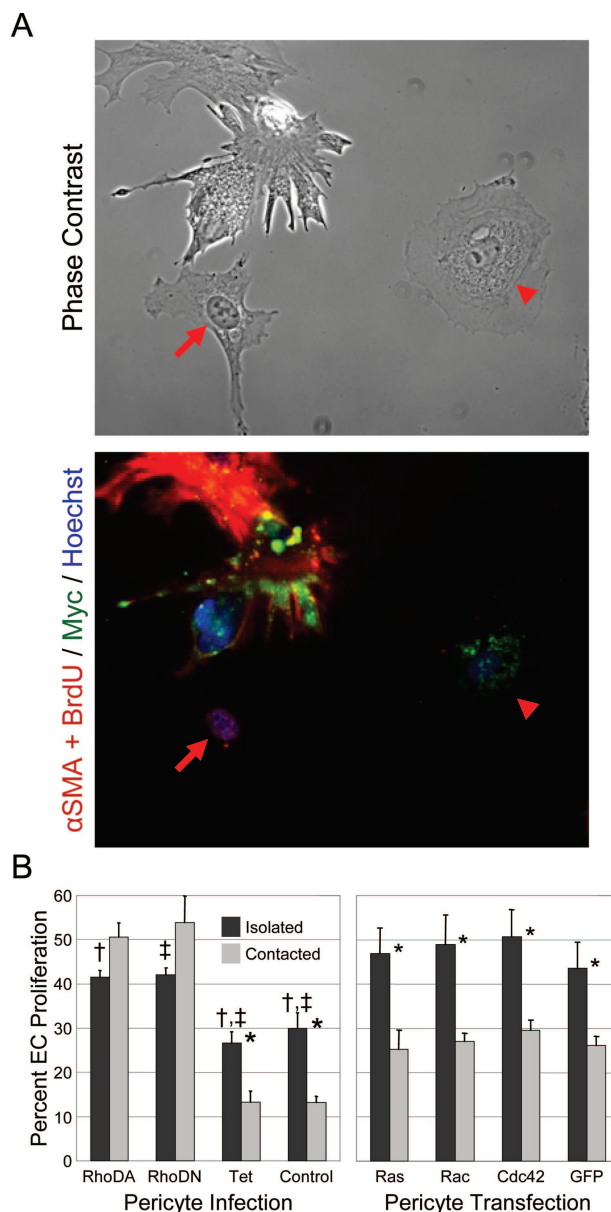 A
Phase Contrast
αSMA + BrdU / Myc / Hoechst
B
Percent EC Proliferation
60
50
40
30
20
10
0
Isolated
Contacted
†
‡
†,‡
*
†,‡
*
*
*
*
*
RhoDA RhoDN Tet Control
Ras Rac Cdc42 GFP
Pericyte Infection
Pericyte Transfection